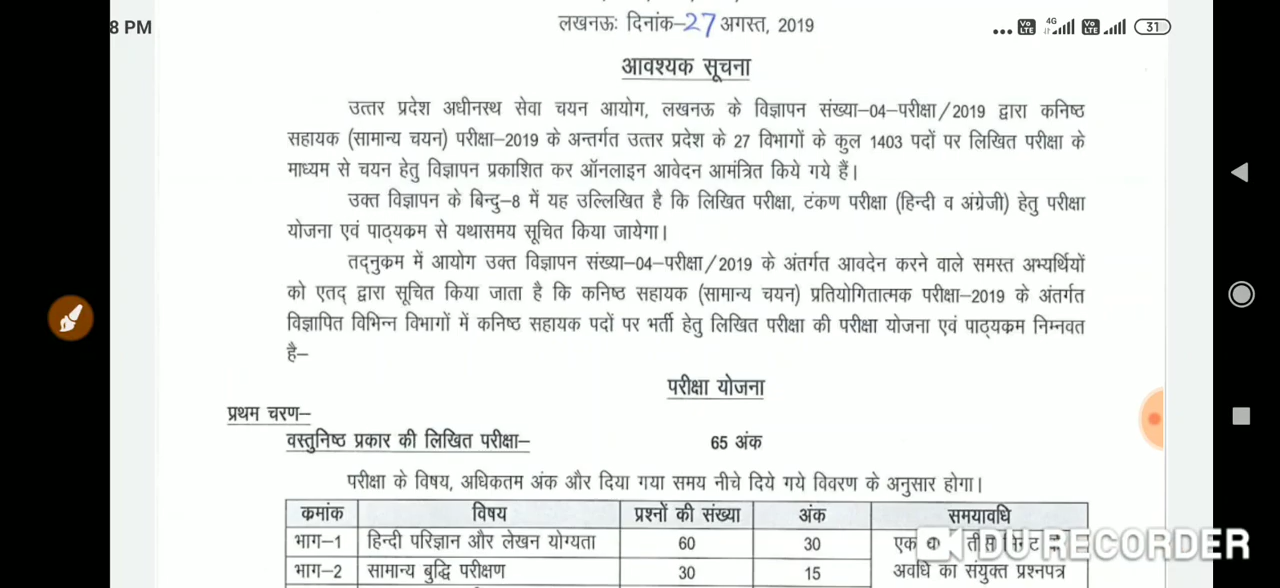 8 PM
4G
31
लखनऊः दिनांक–27 अगस्त, 2019
आवश्यक सूचना
उत्तर प्रदेश अधीनस्थ सेवा चयन आयोग, लखनऊ के विज्ञापन संख्या–04–परीक्षा/2019 द्वारा कनिष्ठ
सहायक (सामान्य चयन) परीक्षा–2019 के अन्तर्गत उत्तर प्रदेश के 27 विभागों के कुल 1403 पदों पर लिखित परीक्षा के
माध्यम से चयन हेतु विज्ञापन प्रकाशित कर ऑनलाइन आवेदन आमंत्रित किये गये हैं।
उक्त विज्ञापन के बिन्दु–8 में यह उल्लिखित है कि लिखित परीक्षा, टंकण परीक्षा (हिन्दी व अंग्रेजी) हेतु परीक्षा
योजना एवं पाठ्यक्रम से यथासमय सूचित किया जायेगा।
तद्नुक्रम में आयोग उक्त विज्ञापन संख्या–04–परीक्षा/2019 के अंतर्गत आवदेन करने वाले समस्त अभ्यर्थियों
को एतद् द्वारा सूचित किया जाता है कि कनिष्ठ सहायक (सामान्य चयन) प्रतियोगितात्मक परीक्षा–2019 के अंतर्गत
विज्ञापित विभिन्न विभागों में कनिष्ठ सहायक पदों पर भर्ती हेतु लिखित परीक्षा की परीक्षा योजना एवं पाठ्यक्रम निम्नवत
है–
परीक्षा योजना
प्रथम चरण–
वस्तुनिष्ठ प्रकार की लिखित परीक्षा– 65 अंक
परीक्षा के विषय, अधिकतम अंक और दिया गया समय नीचे दिये गये विवरण के अनुसार होगा।
क्रमांक विषय प्रश्नों की संख्या अंक समयावधि
भाग–1 हिन्दी परिज्ञान और लेखन योग्यता 60 30 एक
भाग–2 सामान्य बुद्धि परीक्षण 30 15 अवधि का संयुक्त प्रश्नपत्र
DU RECORDER